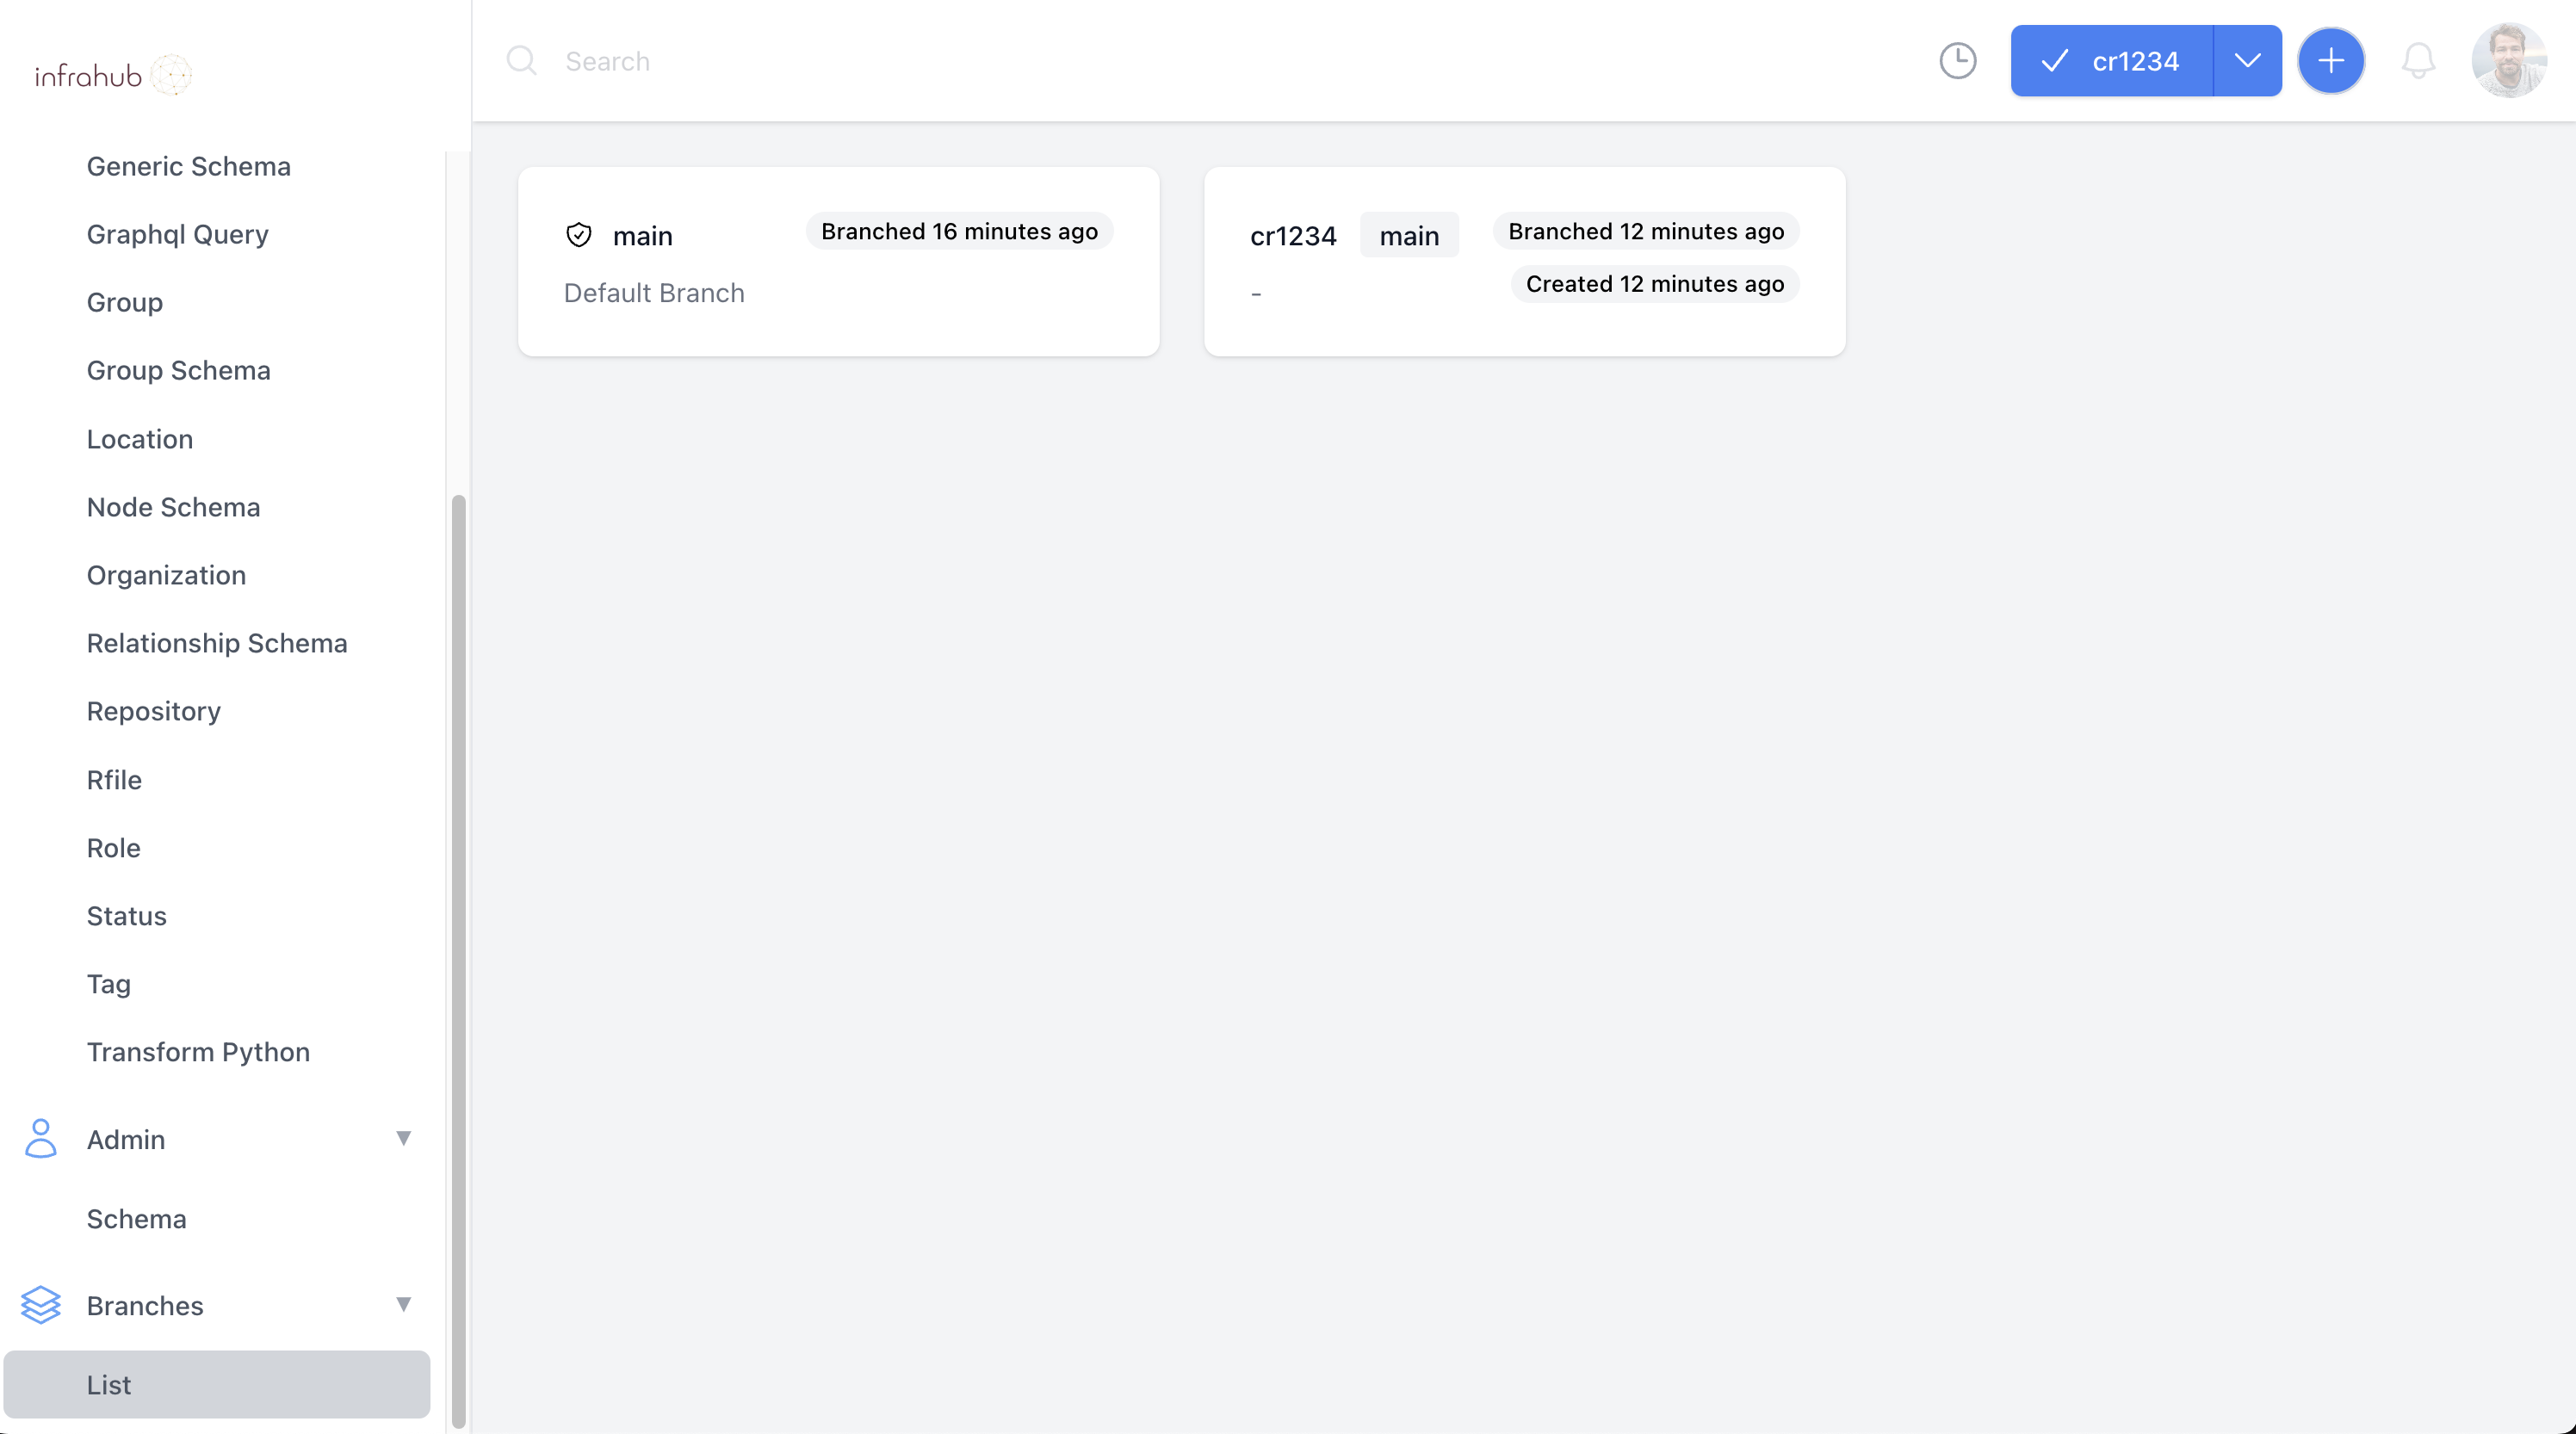 infrahub
Generic Schema
Graphql Query
Group
Group Schema
Location
Node Schema
Organization
Relationship Schema
Repository
Rfile
Role
Status
Tag
Transform Python
Admin
Schema
Branches
List
Search
cr1234
main
Branched 16 minutes ago
Default Branch
cr1234 main
Branched 12 minutes ago
-
Created 12 minutes ago